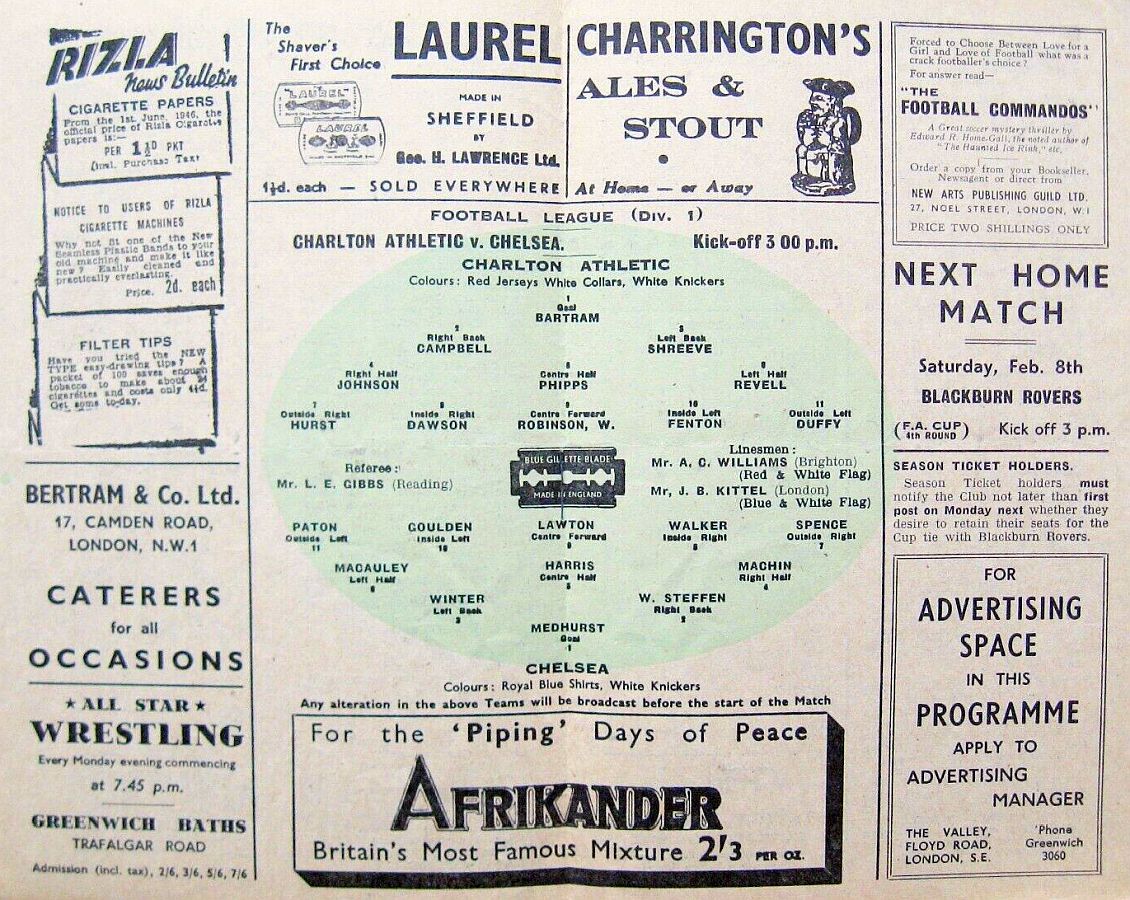 RIZLA
News Bulletin
CIGARETTE PAPERS
From the 1st June, 1946, the
official price of Rizla Cigarette
papers is:—
PER 1½D PKT
(incl. Purchase Tax)
NOTICE TO USERS OF RIZLA
CIGARETTE MACHINES
Why not fit one of the New
Seamless Plastic Bands to your
old machine and make it like
new? Easily cleaned and
practically everlasting.
Price. 2d. each
FILTER TIPS
Have you tried the NEW
TYPE easy-drawing tips? A
packet of 100 saves enough
tobacco to make about 24
cigarettes and costs only 4½d.
Get some to-day.
BERTRAM & Co. Ltd.
17, CAMDEN ROAD,
LONDON, N.W.1
CATERERS
for all
OCCASIONS
★ ALL STAR ★
WRESTLING
Every Monday evening commencing
at 7.45 p.m.
GREENWICH BATHS
TRAFALGAR ROAD
Admission (incl. tax), 2/6, 3/6, 5/6, 7/6
The
Shaver's
First Choice
"LAUREL"
LAUREL
LAUREL
MADE IN
SHEFFIELD
BY
Geo. H. LAWRENCE Ltd.
1½d. each — SOLD EVERYWHERE
CHARRINGTON'S
ALES &
STOUT
•
At Home — or Away
FOOTBALL LEAGUE (Div. 1)
CHARLTON ATHLETIC v. CHELSEA. Kick-off 3 00 p.m.
CHARLTON ATHLETIC
Colours: Red Jerseys White Collars, White Knickers
1
Goal
BARTRAM
2 3
Right Back Left Back
CAMPBELL SHREEVE
4 5 6
Right Half Centre Half Left Half
JOHNSON PHIPPS REVELL
7 8 9 10 11
Outside Right Inside Right Centre Forward Inside Left Outside Left
HURST DAWSON ROBINSON, W. FENTON DUFFY
Referee:
Mr. L. E. GIBBS (Reading)
BLUE GILLETTE BLADE
MADE IN ENGLAND
Linesmen:
Mr. A. C. WILLIAMS (Brighton)
(Red & White Flag)
Mr, J. B. KITTEL (London)
(Blue & White Flag)
PATON GOULDEN LAWTON WALKER SPENCE
Outside Left Inside Left Centre Forward Inside Right Outside Right
11 10 9 8 7
MACAULEY HARRIS MACHIN
Left Half Centre Half Right Half
6 5 4
WINTER W. STEFFEN
Left Back Right Back
3 2
MEDHURST
Goal
1
CHELSEA
Colours: Royal Blue Shirts, White Knickers
Any alteration in the above Teams will be broadcast before the start of the Match
For the 'Piping' Days of Peace
AFRIKANDER
Britain's Most Famous Mixture 2'3 PER OZ.
Forced to Choose Between Love for a
Girl and Love of Football what was a
crack footballer's choice?
For answer read—
"THE
FOOTBALL COMMANDOS"
A Great soccer mystery thriller by
Edward R. Home-Gall, the noted author of
"The Haunted Ice Rink," etc.
Order a copy from your Bookseller,
Newsagent or direct from
NEW ARTS PUBLISHING GUILD LTD.
27, NOEL STREET, LONDON, W.1
PRICE TWO SHILLINGS ONLY
NEXT HOME
MATCH
Saturday, Feb. 8th
BLACKBURN ROVERS
(F.A. CUP 4th ROUND) Kick off 3 p.m.
SEASON TICKET HOLDERS.
Season Ticket holders must
notify the Club not later than first
post on Monday next whether they
desire to retain their seats for the
Cup tie with Blackburn Rovers.
FOR
ADVERTISING
SPACE
IN THIS
PROGRAMME
APPLY TO
ADVERTISING
MANAGER
THE VALLEY,
FLOYD ROAD,
LONDON, S.E.
'Phone
Greenwich
3060